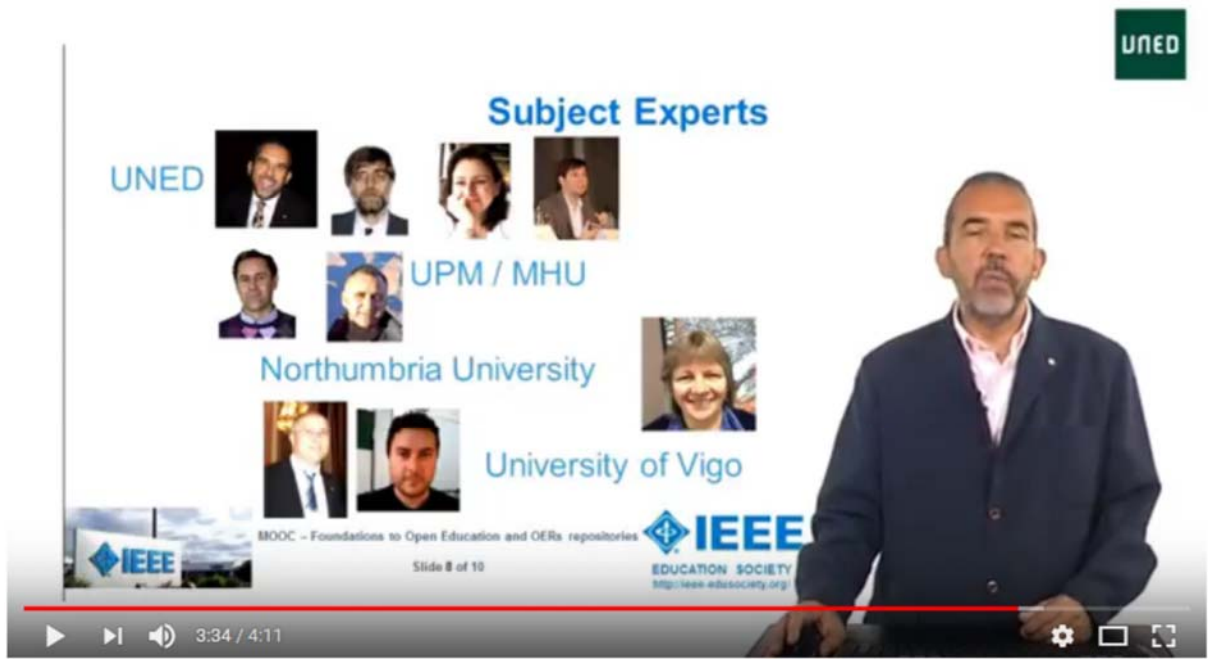 UNED
Subject Experts
UNED
UPM / MHU
Northumbria University
University of Vigo
MOOC – Foundations to Open Education and OERs repositories
IEEE
IEEE
Slide 8 of 10
EDUCATION SOCIETY
http://ieee-edusociety.org/
3:34 / 4:11